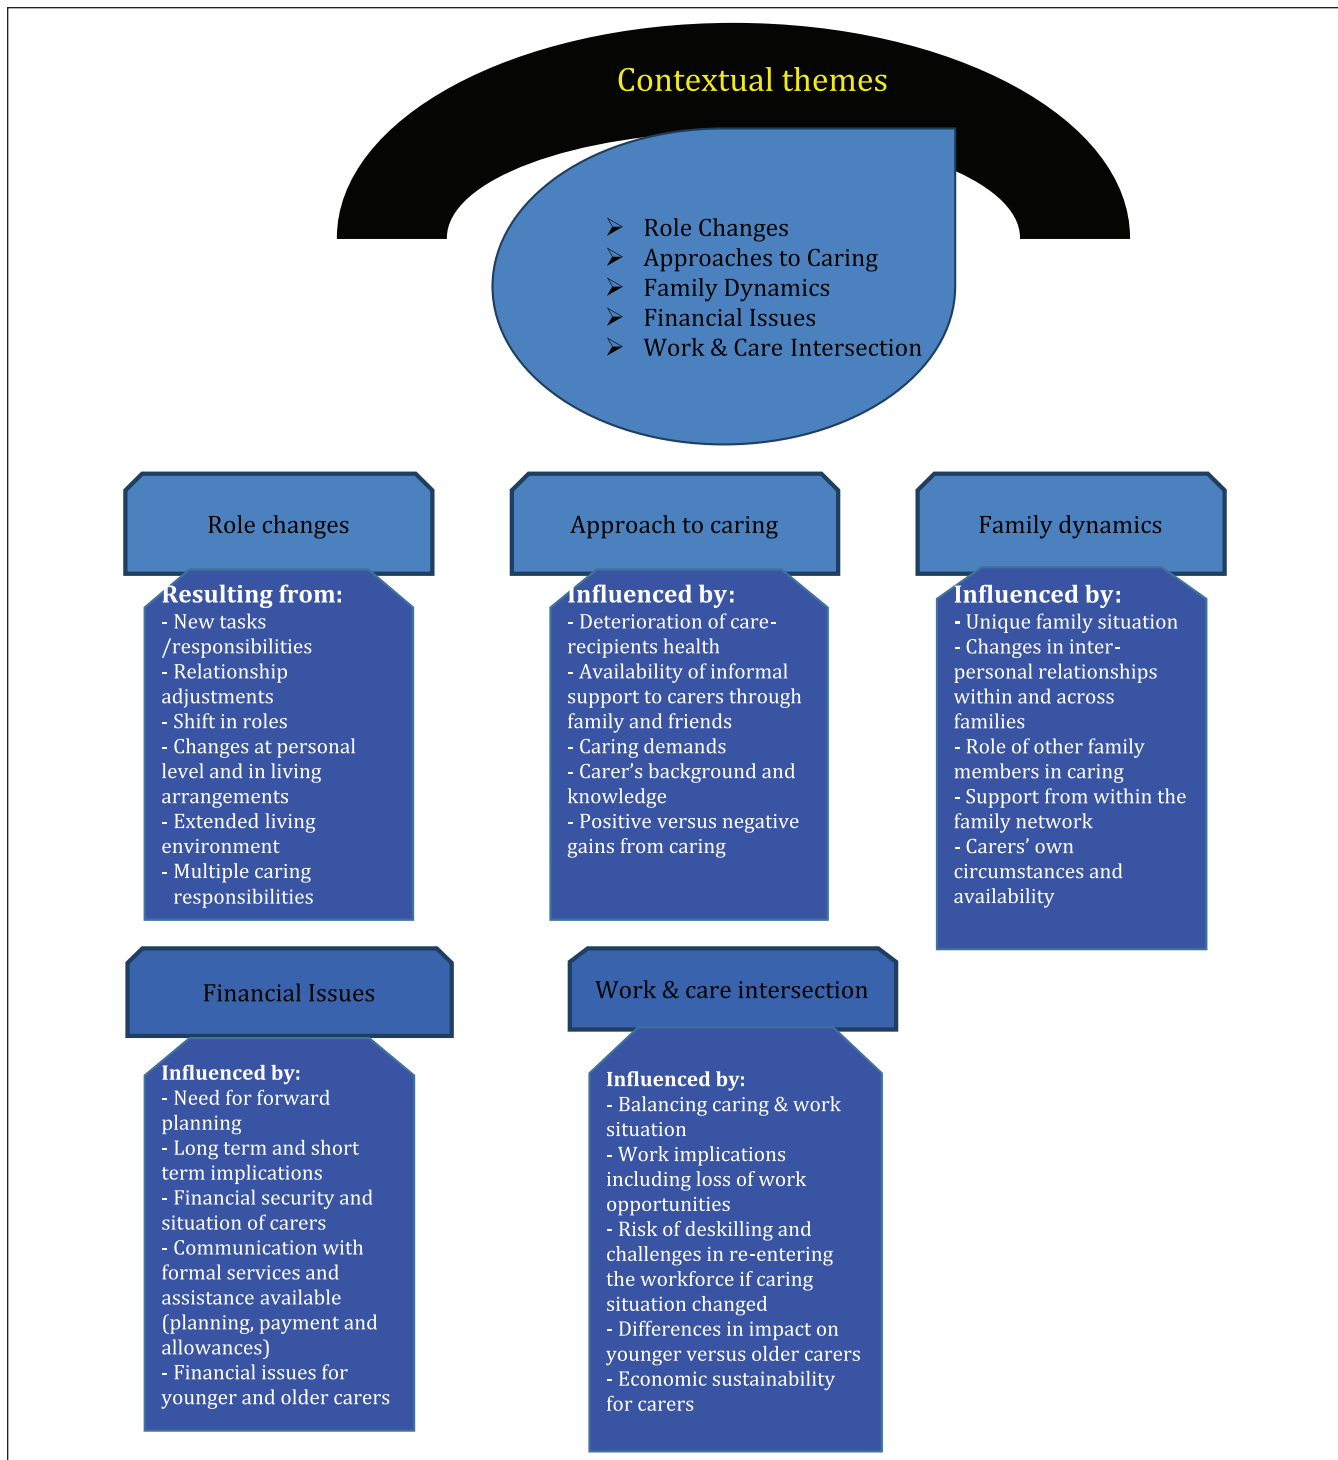 Contextual themes
➢ Role Changes
➢ Approaches to Caring
➢ Family Dynamics
➢ Financial Issues
➢ Work & Care Intersection
Role changes
Resulting from:
- New tasks
/responsibilities
- Relationship
adjustments
- Shift in roles
- Changes at personal
level and in living
arrangements
- Extended living
environment
- Multiple caring
responsibilities
Approach to caring
Influenced by:
- Deterioration of care-
recipients health
- Availability of informal
support to carers through
family and friends
- Caring demands
- Carer’s background and
knowledge
- Positive versus negative
gains from caring
Family dynamics
Influenced by:
- Unique family situation
- Changes in inter-
personal relationships
within and across
families
- Role of other family
members in caring
- Support from within the
family network
- Carers’ own
circumstances and
availability
Financial Issues
Influenced by:
- Need for forward
planning
- Long term and short
term implications
- Financial security and
situation of carers
- Communication with
formal services and
assistance available
(planning, payment and
allowances)
- Financial issues for
younger and older carers
Work & care intersection
Influenced by:
- Balancing caring & work
situation
- Work implications
including loss of work
opportunities
- Risk of deskilling and
challenges in re-entering
the workforce if caring
situation changed
- Differences in impact on
younger versus older carers
- Economic sustainability
for carers